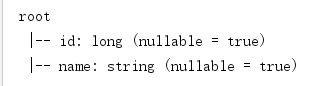 root
|-- id: long (nullable = true)
|-- name: string (nullable = true)